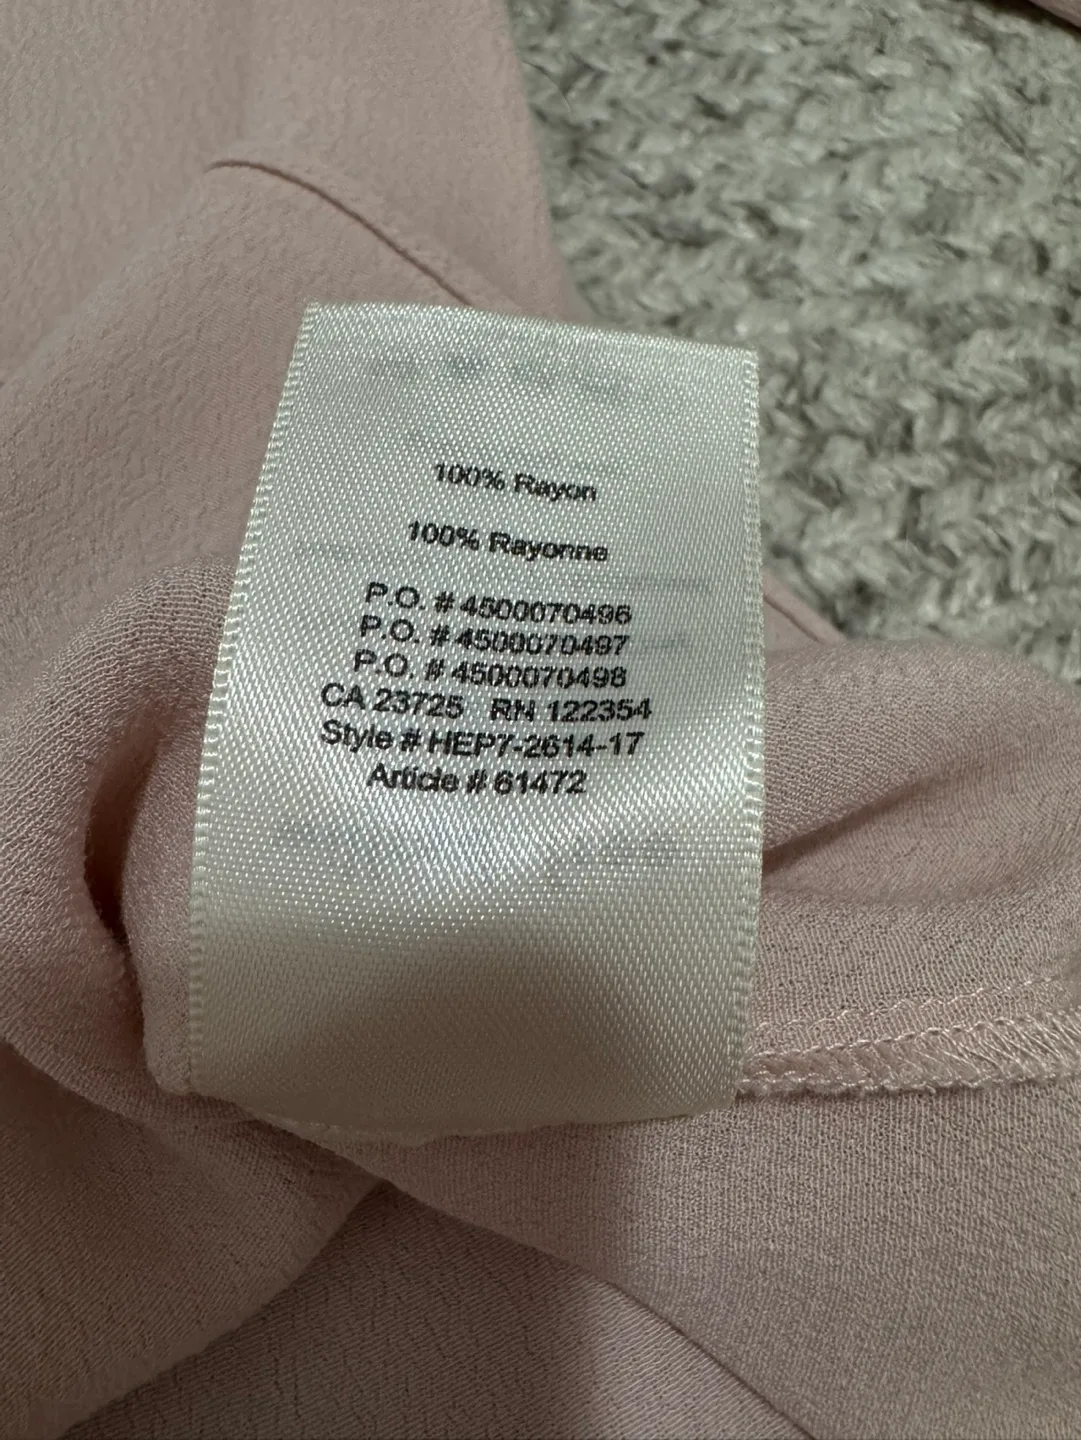 100% Rayon
100% Rayonne
P.O. # 4500070496
P.O. # 4500070497
P.O. # 4500070498
CA 23725 RN 122354
Style # HEP7-2614-17
Article # 61472